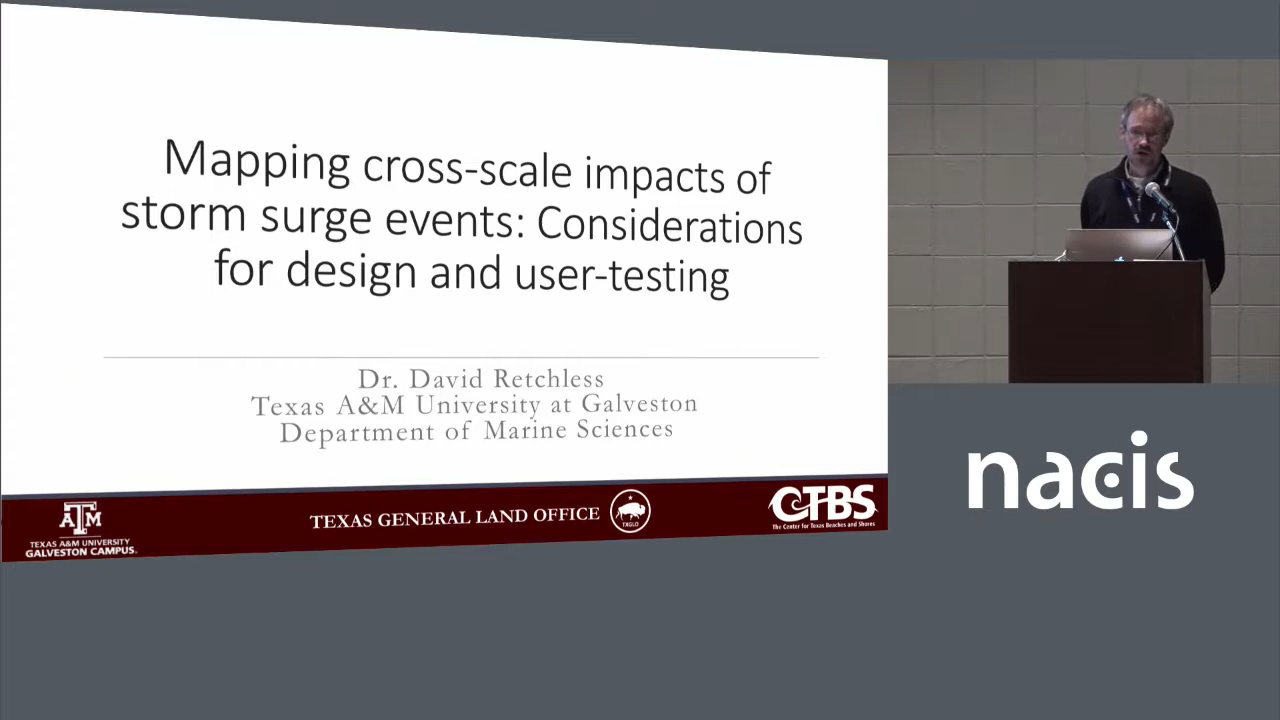 Mapping cross-scale impacts of
storm surge events: Considerations
for design and user-testing
Dr. David Retchless
Texas A&M University at Galveston
Department of Marine Sciences
ATM
TEXAS A&M UNIVERSITY
GALVESTON CAMPUS.
TEXAS GENERAL LAND OFFICE
TXGLO
CTBS
The Center for Texas Beaches and Shores
nacis